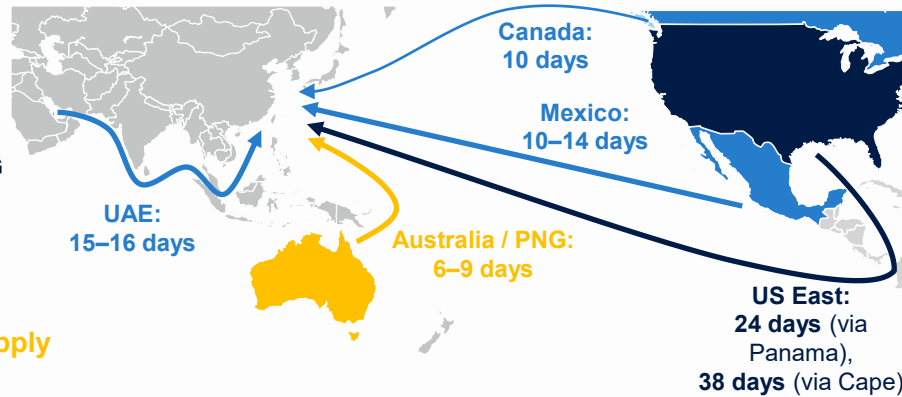 Canada:
10 days
Mexico:
10–14 days
UAE:
15–16 days
Australia / PNG:
6–9 days
US East:
24 days (via
Panama),
38 days (via Cape)